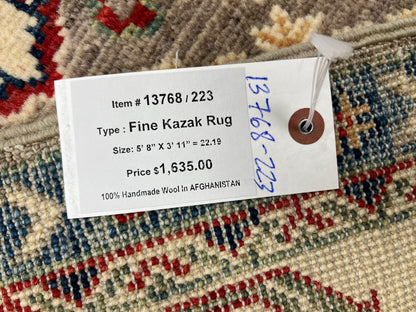 Item # 13768 / 223
Type : Fine Kazak Rug
Size: 5' 8" X 3' 11" = 22.19
Price $1,635.00
100% Handmade Wool In AFGHANISTAN
13768-223